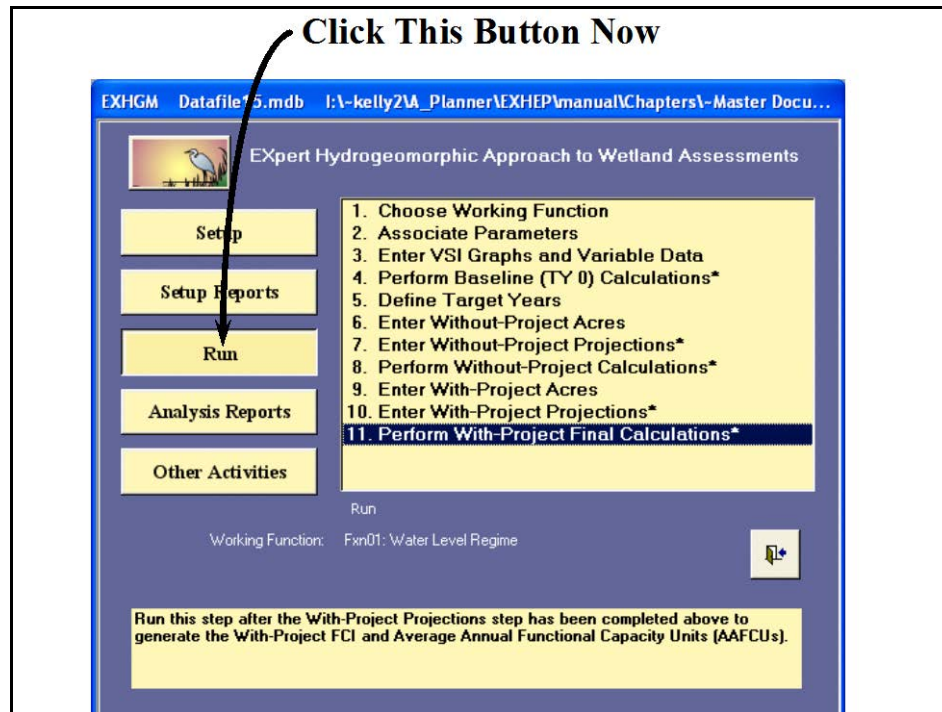 Click This Button Now
EXHGM Datafile15.mdb I:\~kelly2\A_Planner\EXHEP\manual\Chapters\~Master Docu...
EXpert Hydrogeomorphic Approach to Wetland Assessments
Setup
Setup Reports
Run
Analysis Reports
Other Activities
1. Choose Working Function
2. Associate Parameters
3. Enter VSI Graphs and Variable Data
4. Perform Baseline (TY 0) Calculations*
5. Define Target Years
6. Enter Without-Project Acres
7. Enter Without-Project Projections*
8. Perform Without-Project Calculations*
9. Enter With-Project Acres
10. Enter With-Project Projections*
11. Perform With-Project Final Calculations*
Run
Working Function: Fxn01: Water Level Regime
Run this step after the With-Project Projections step has been completed above to
generate the With-Project FCI and Average Annual Functional Capacity Units (AAFCUs).